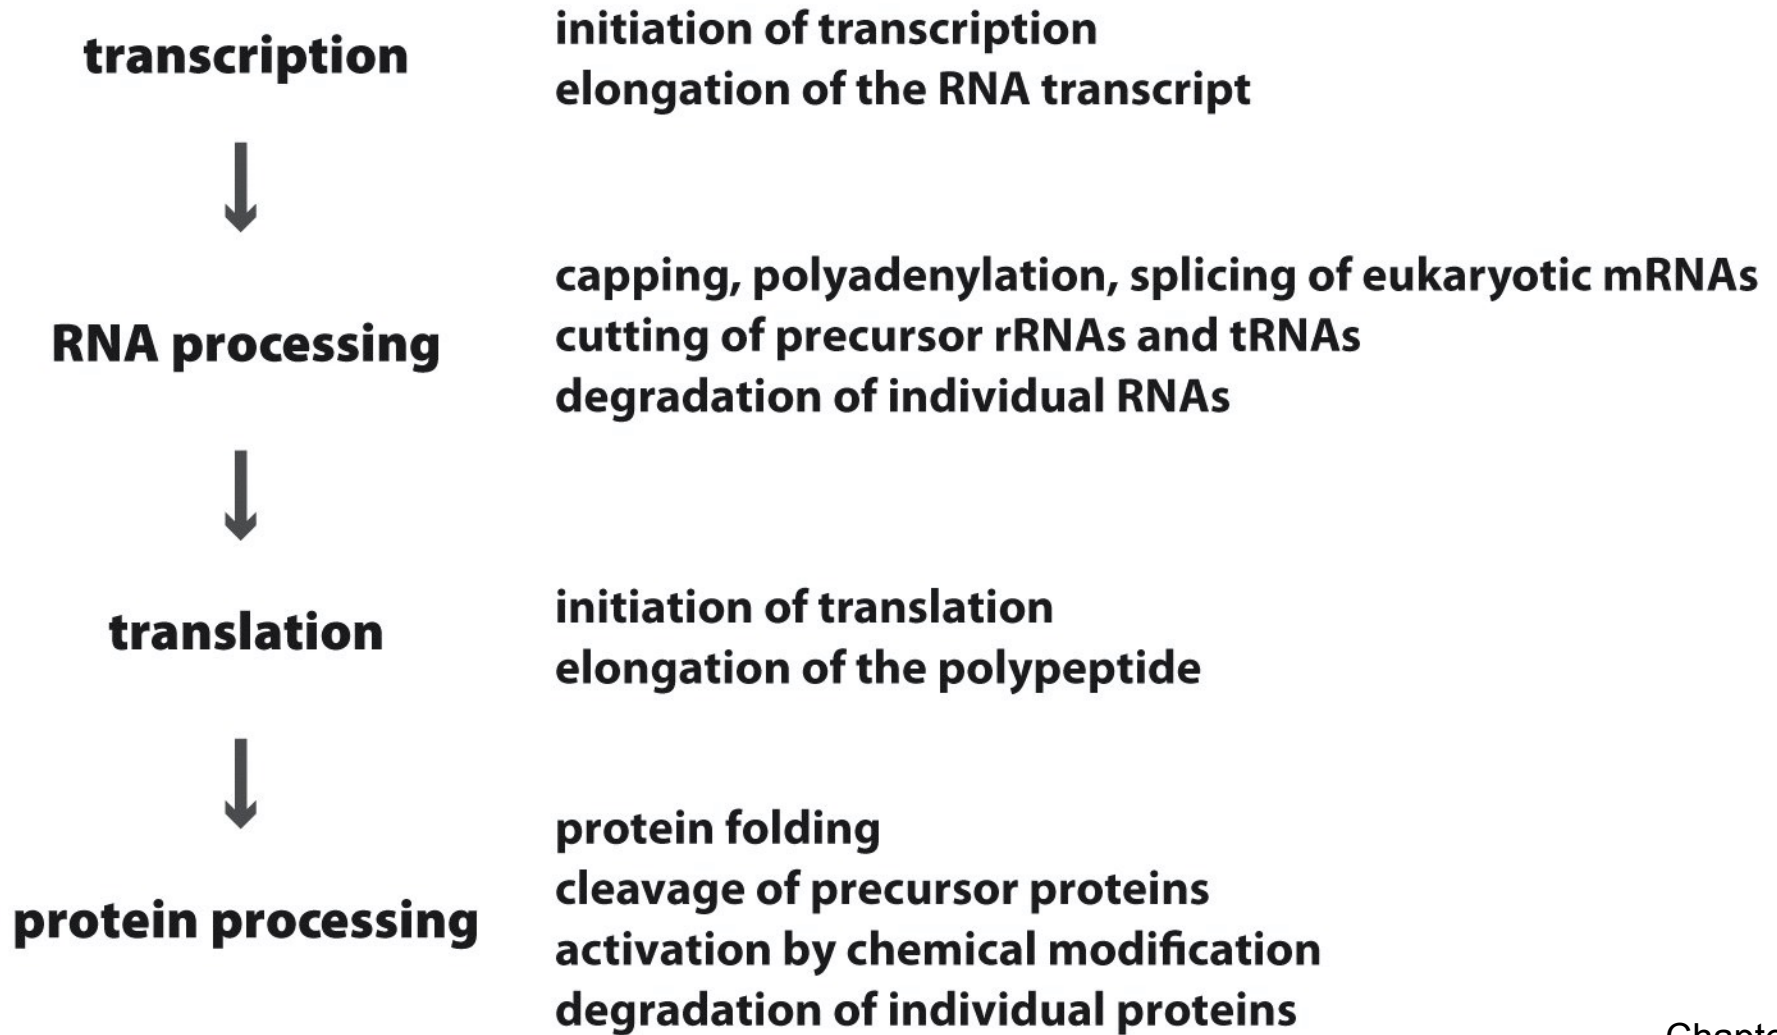 transcription
initiation of transcription
elongation of the RNA transcript
RNA processing
capping, polyadenylation, splicing of eukaryotic mRNAs
cutting of precursor rRNAs and tRNAs
degradation of individual RNAs
translation
initiation of translation
elongation of the polypeptide
protein processing
protein folding
cleavage of precursor proteins
activation by chemical modification
degradation of individual proteins